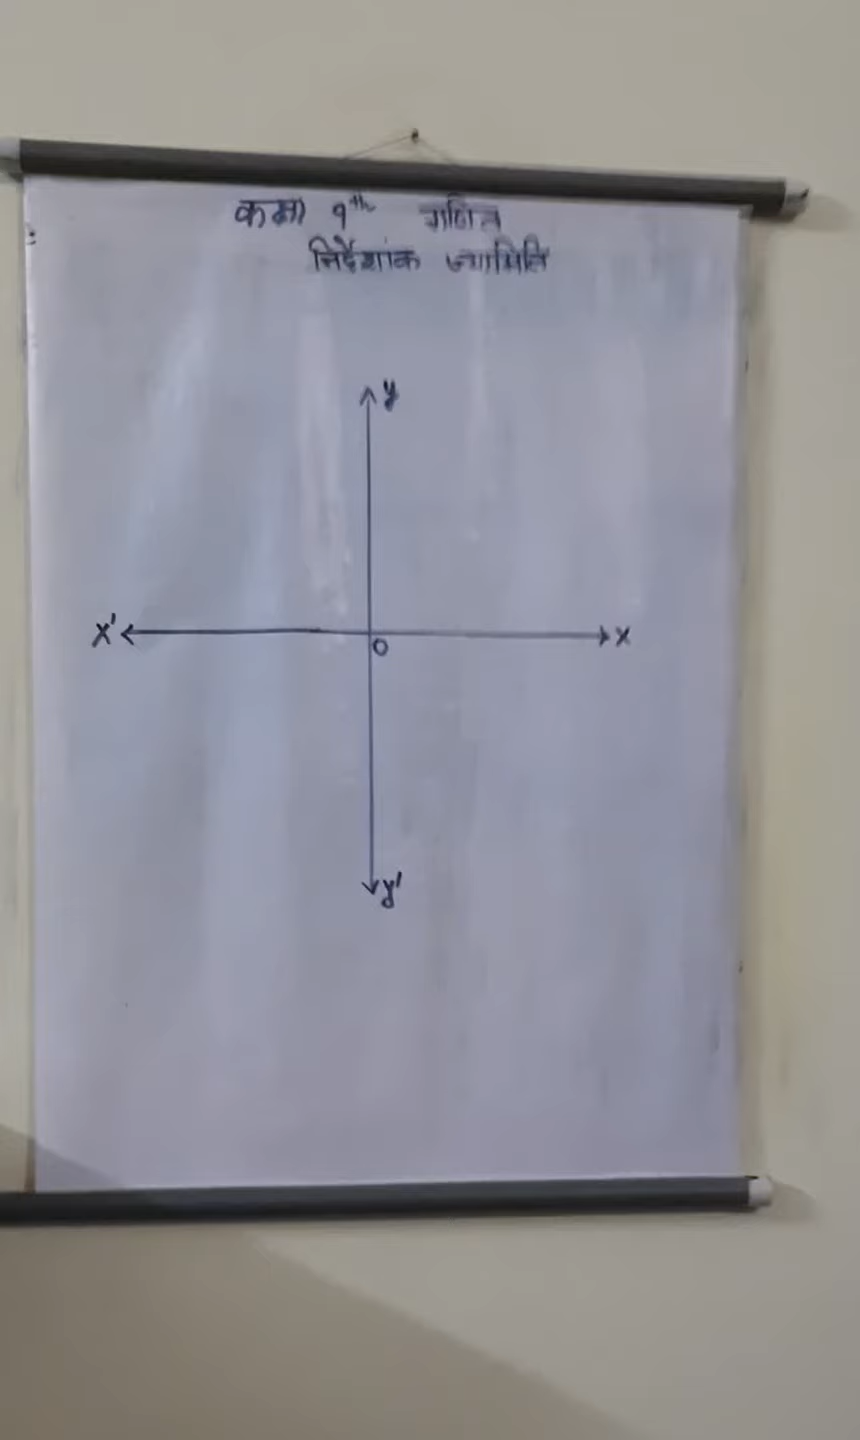 कक्षा 9th गणित
निर्देशांक ज्यामिति
y
x' x
o
y'